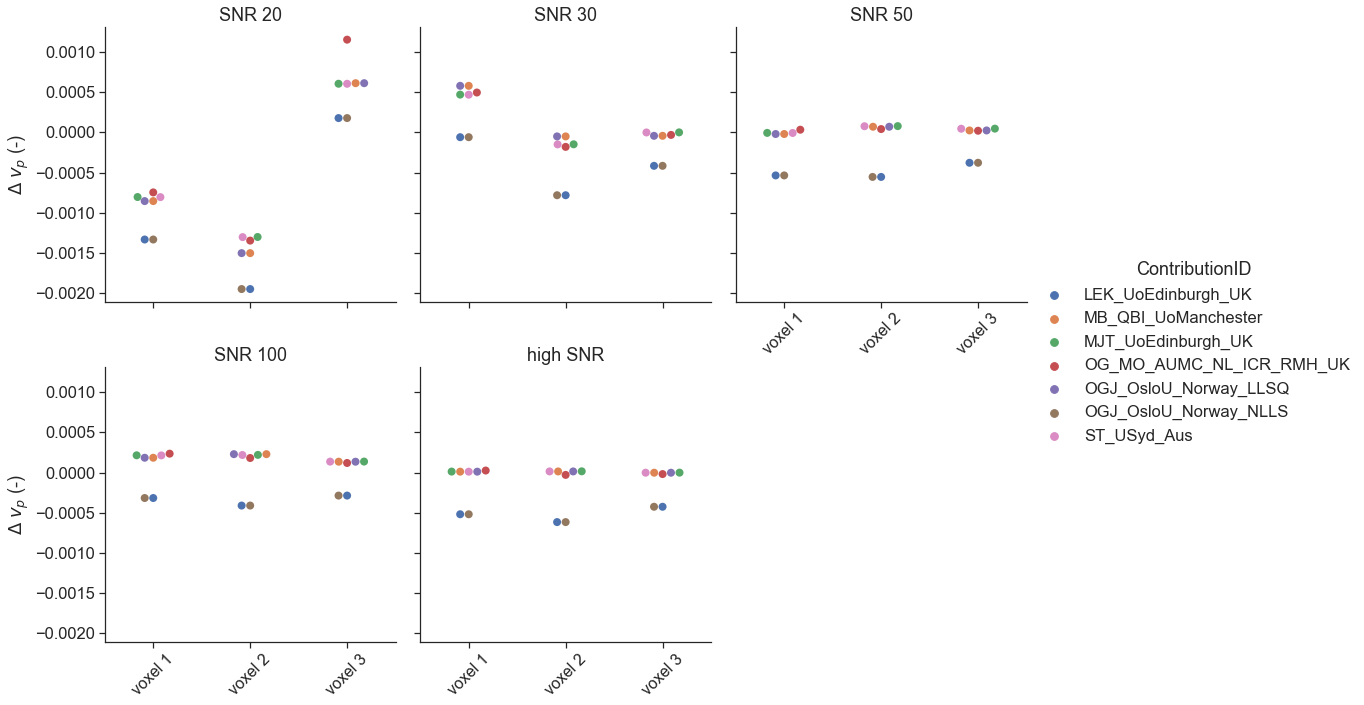 SNR 20
SNR 30
SNR 50
Δ v_p (-)
0.0010
0.0005
0.0000
−0.0005
−0.0010
−0.0015
−0.0020
voxel 1
voxel 2
voxel 3
ContributionID
LEK_UoEdinburgh_UK
MB_QBI_UoManchester
MJT_UoEdinburgh_UK
OG_MO_AUMC_NL_ICR_RMH_UK
OGJ_OsloU_Norway_LLSQ
OGJ_OsloU_Norway_NLLS
ST_USyd_Aus
SNR 100
high SNR
Δ v_p (-)
0.0010
0.0005
0.0000
−0.0005
−0.0010
−0.0015
−0.0020
voxel 1
voxel 2
voxel 3
voxel 1
voxel 2
voxel 3